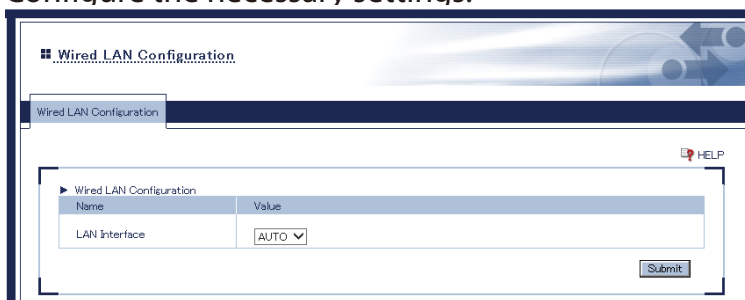 Configure the necessary settings.
Wired LAN Configuration
Wired LAN Configuration
HELP
Wired LAN Configuration
Name Value
LAN Interface AUTO
Submit